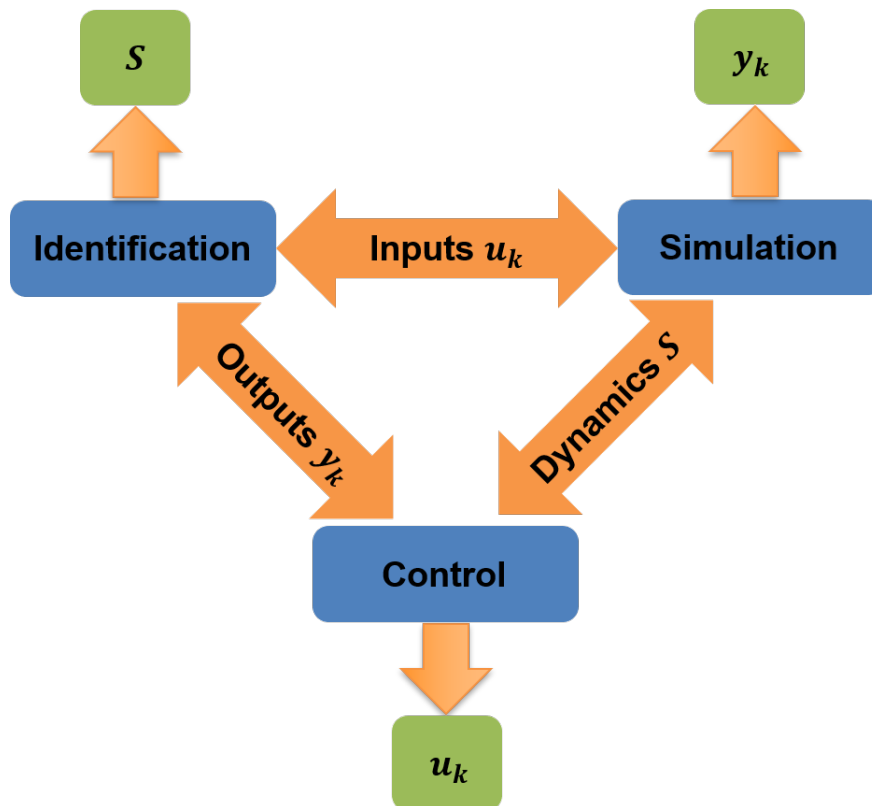 S
y_k
Identification
Inputs u_k
Simulation
Outputs y_k
Dynamics S
Control
u_k